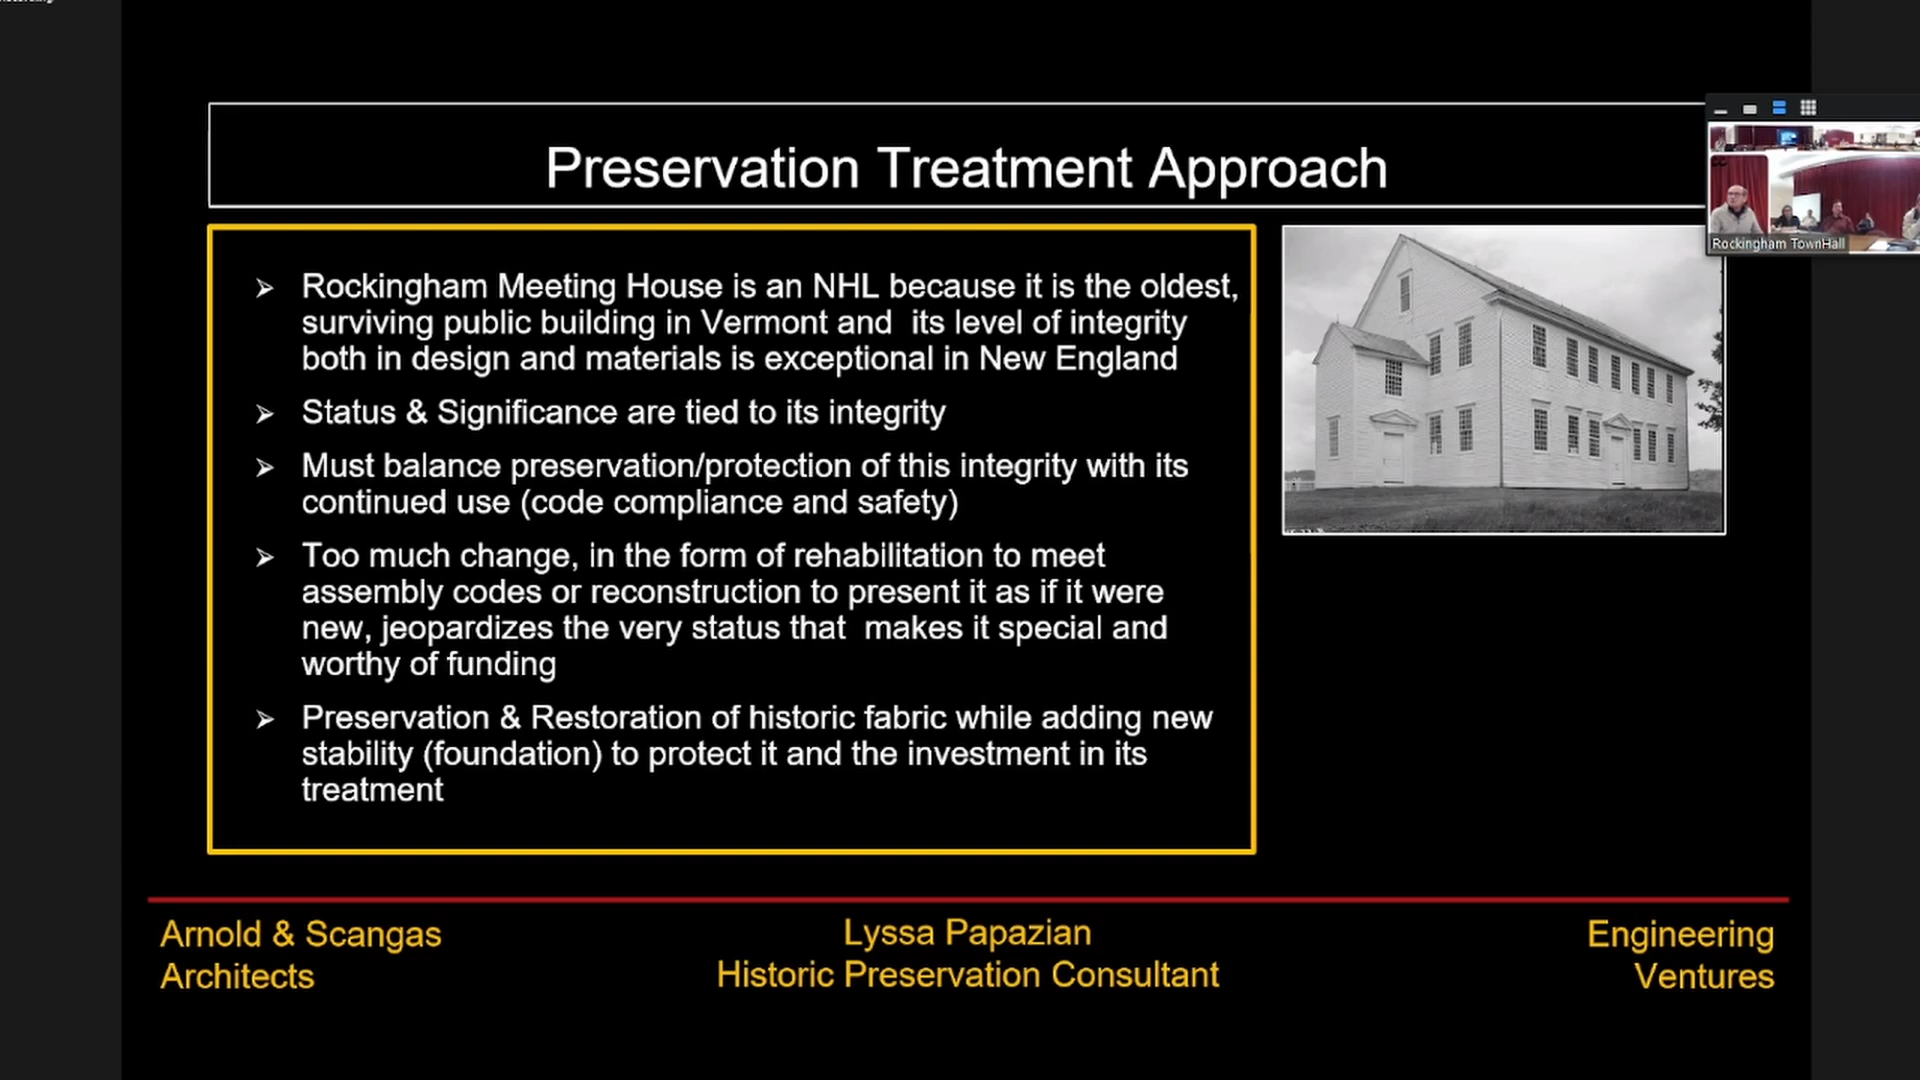 Preservation Treatment Approach
Rockingham TownHall
➢ Rockingham Meeting House is an NHL because it is the oldest,
surviving public building in Vermont and  its level of integrity
both in design and materials is exceptional in New England
➢ Status & Significance are tied to its integrity
➢ Must balance preservation/protection of this integrity with its
continued use (code compliance and safety)
➢ Too much change, in the form of rehabilitation to meet
assembly codes or reconstruction to present it as if it were
new, jeopardizes the very status that  makes it special and
worthy of funding
➢ Preservation & Restoration of historic fabric while adding new
stability (foundation) to protect it and the investment in its
treatment
Arnold & Scangas
Architects
Lyssa Papazian
Historic Preservation Consultant
Engineering
Ventures